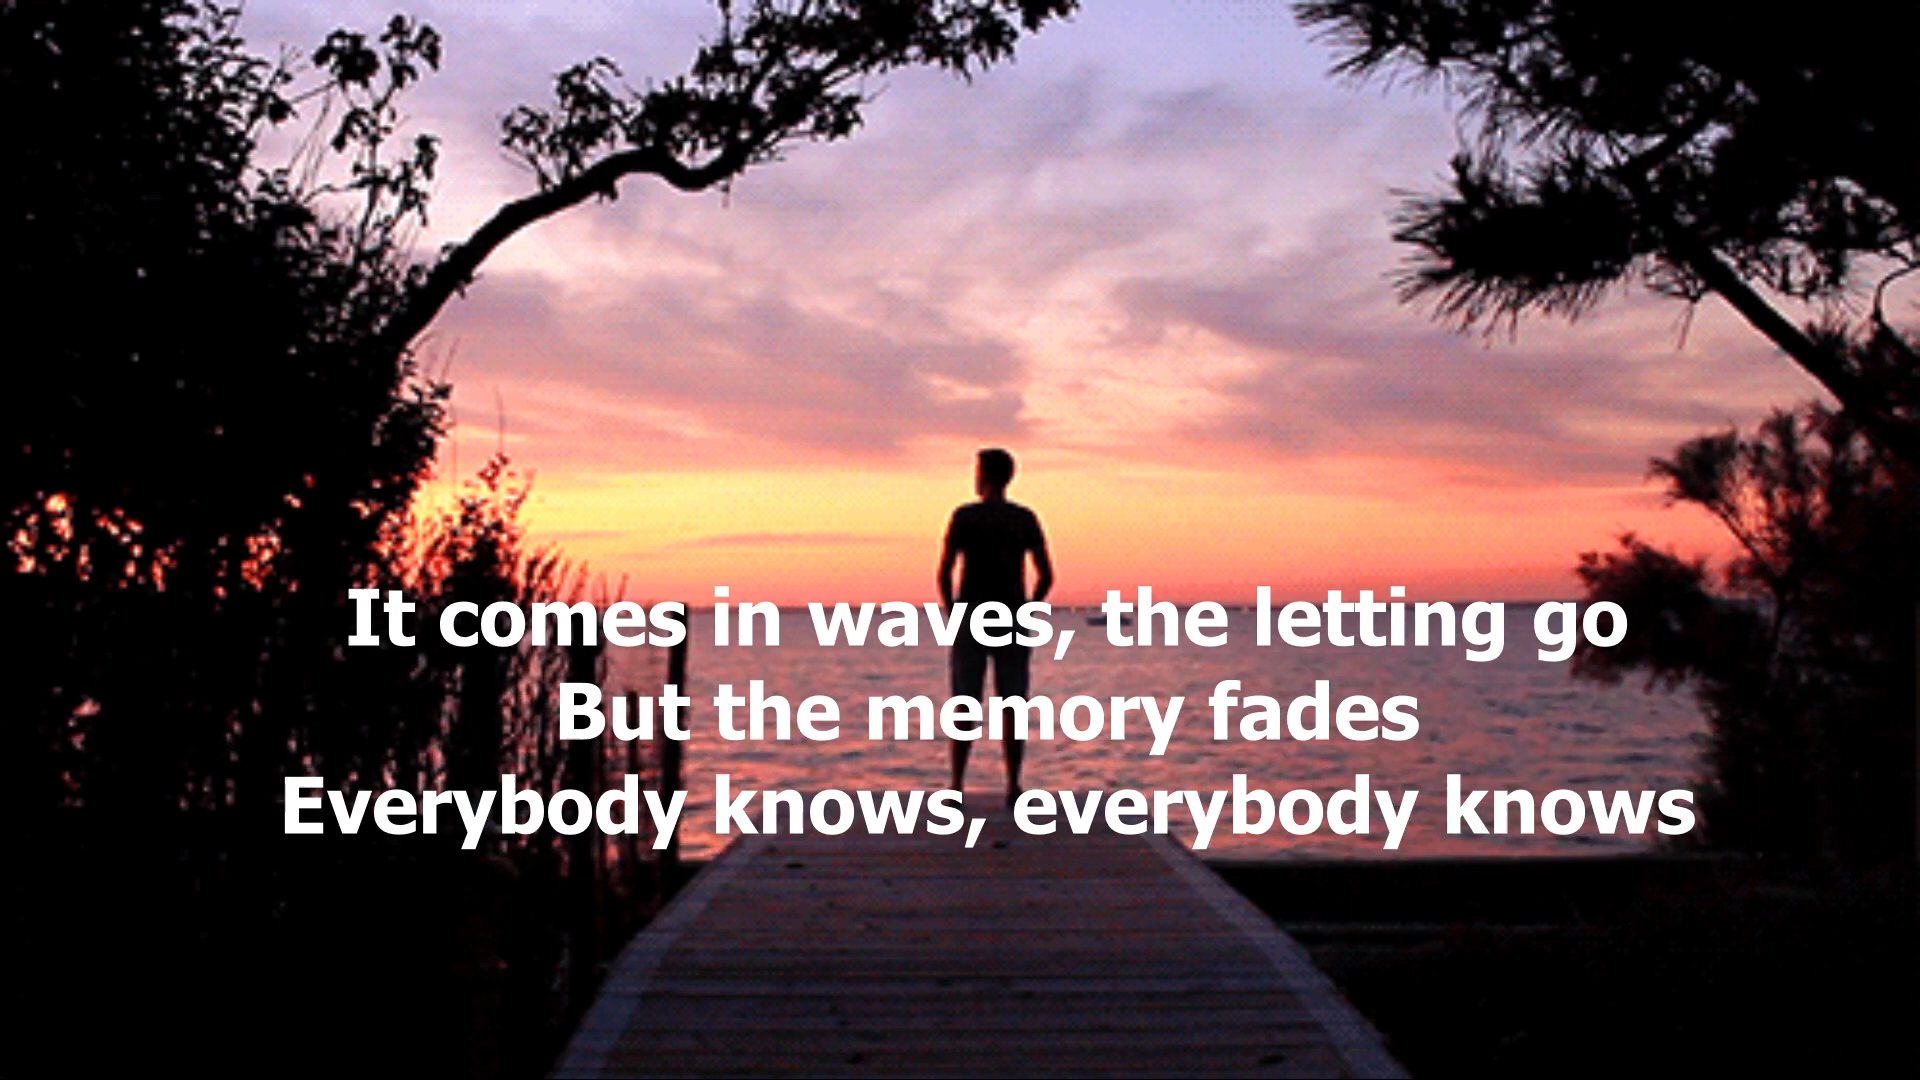 It comes in waves, the letting go
But the memory fades
Everybody knows, everybody knows